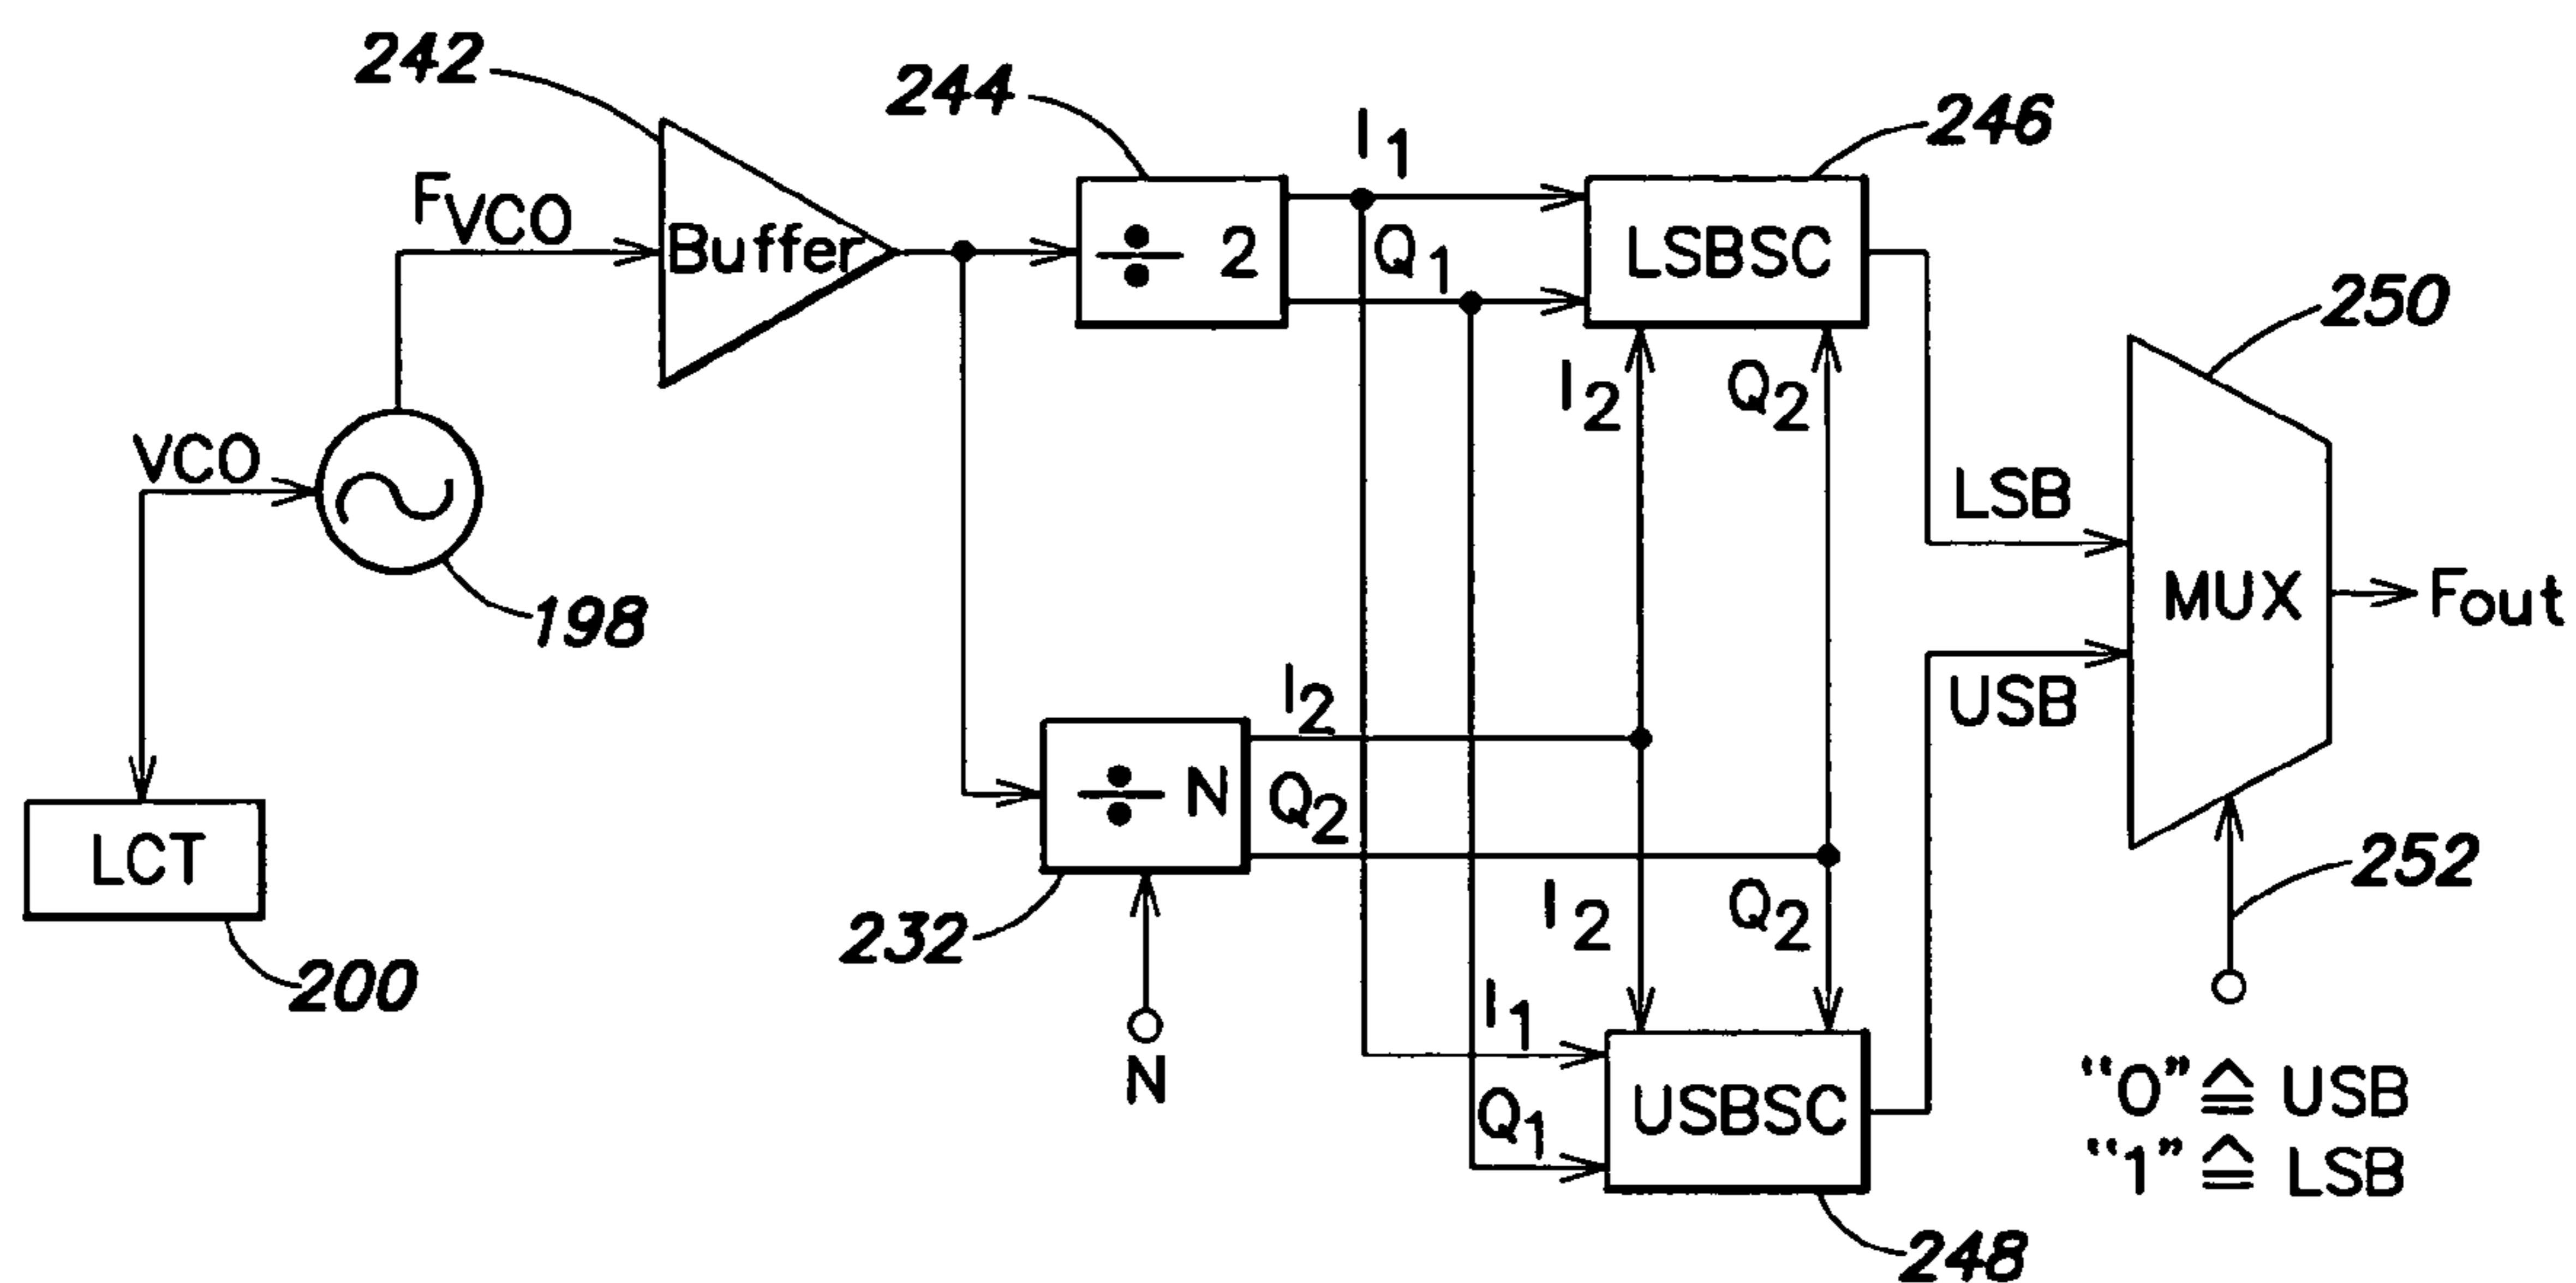 242
244
246
I1
FVCO
Buffer
÷ 2
Q1
LSBSC
250
I2
Q2
VCO
LSB
MUX
Fout
198
I2
USB
÷ N
Q2
LCT
232
I2
Q2
252
200
I1
N
Q1
USBSC
“0” ≙ USB
“1” ≙ LSB
248